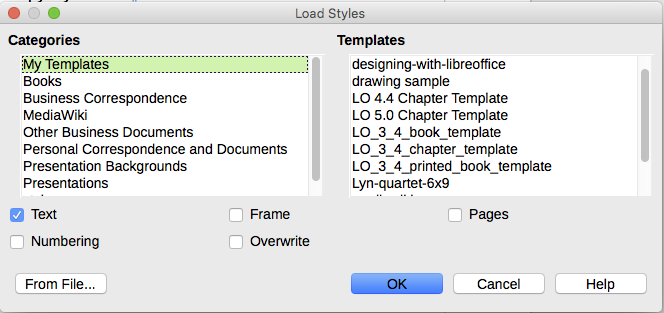 Load Styles
Categories
Templates
My Templates
Books
Business Correspondence
MediaWiki
Other Business Documents
Personal Correspondence and Documents
Presentation Backgrounds
Presentations
designing-with-libreoffice
drawing sample
LO 4.4 Chapter Template
LO 5.0 Chapter Template
LO_3_4_book_template
LO_3_4_chapter_template
LO_3_4_printed_book_template
Lyn-quartet-6x9
Text
Frame
Pages
Numbering
Overwrite
From File...
OK
Cancel
Help